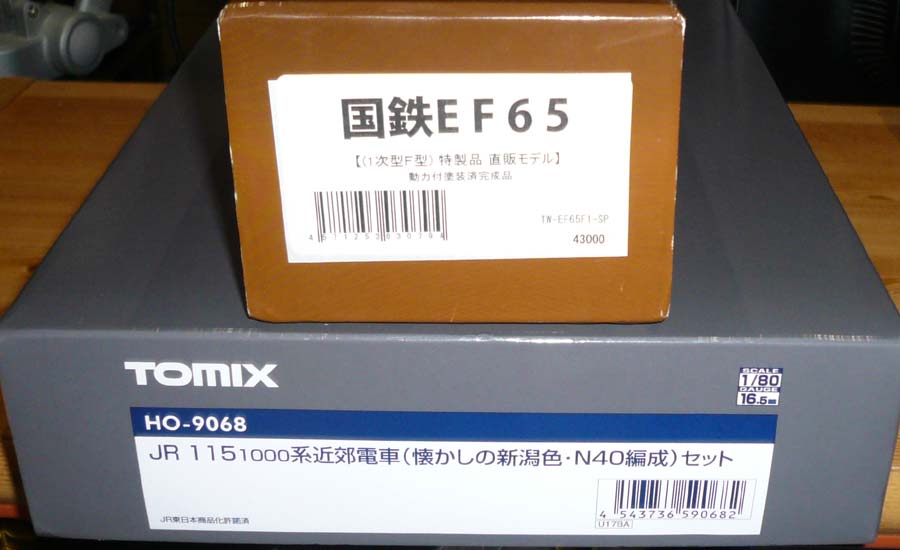 国鉄ＥＦ６５
【(１次型Ｆ型) 特製品 直販モデル】
動力付塗装済完成品
4571253030794
TW-EF65F1-SP
43000
TOMIX
SCALE
1/80
GAUGE
16.5mm
HO-9068
JR 1151000系近郊電車(懐かしの新潟色・N40編成)セット
4 543736 590682
U17BA
JR東日本商品化許諾済